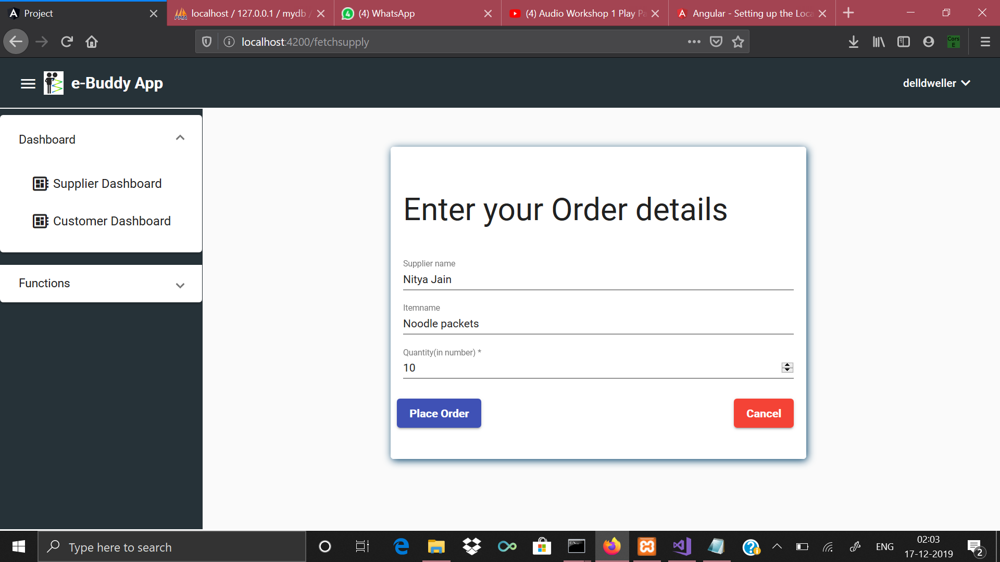 Project
localhost / 127.0.0.1 / mydb /
(4) WhatsApp
(4) Audio Workshop 1 Play Pa
Angular - Setting up the Loca
localhost:4200/fetchsupply
Cors
E
e-Buddy App
delldweller
Dashboard
Supplier Dashboard
Customer Dashboard
Functions
Enter your Order details
Supplier name
Nitya Jain
Itemname
Noodle packets
Quantity(in number) *
10
Place Order
Cancel
Type here to search
ENG
02:03
17-12-2019
2